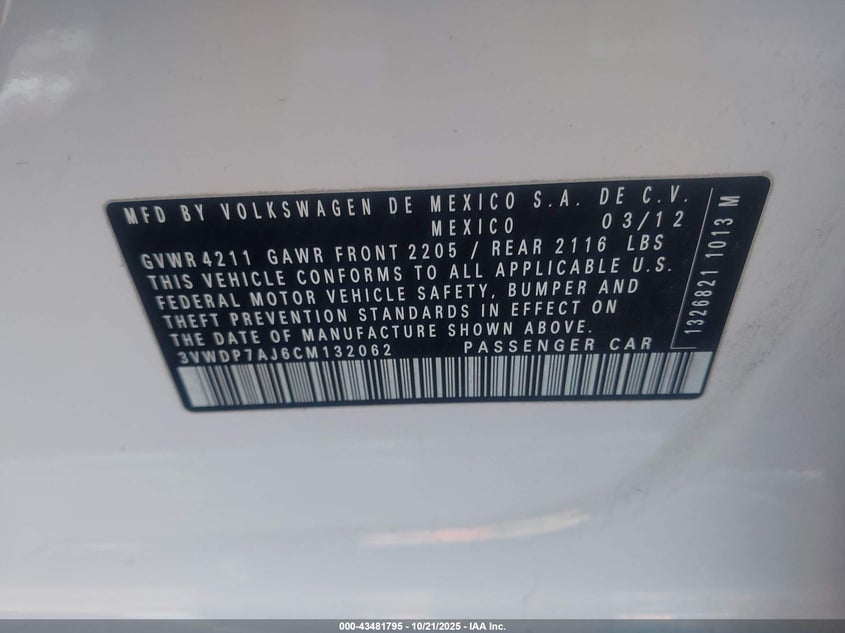 MFD BY VOLKSWAGEN DE MEXICO S.A. DE C.V.
MEXICO 03/12
GVWR 4211 GAWR FRONT 2205 / REAR 2116 LBS
THIS VEHICLE CONFORMS TO ALL APPLICABLE U.S.
FEDERAL MOTOR VEHICLE SAFETY, BUMPER AND
THEFT PREVENTION STANDARDS IN EFFECT ON
THE DATE OF MANUFACTURE SHOWN ABOVE.
3VWDP7AJ6CM132062 PASSENGER CAR
1326821 1013 M
000-43481795 - 10/21/2025 - IAA Inc.